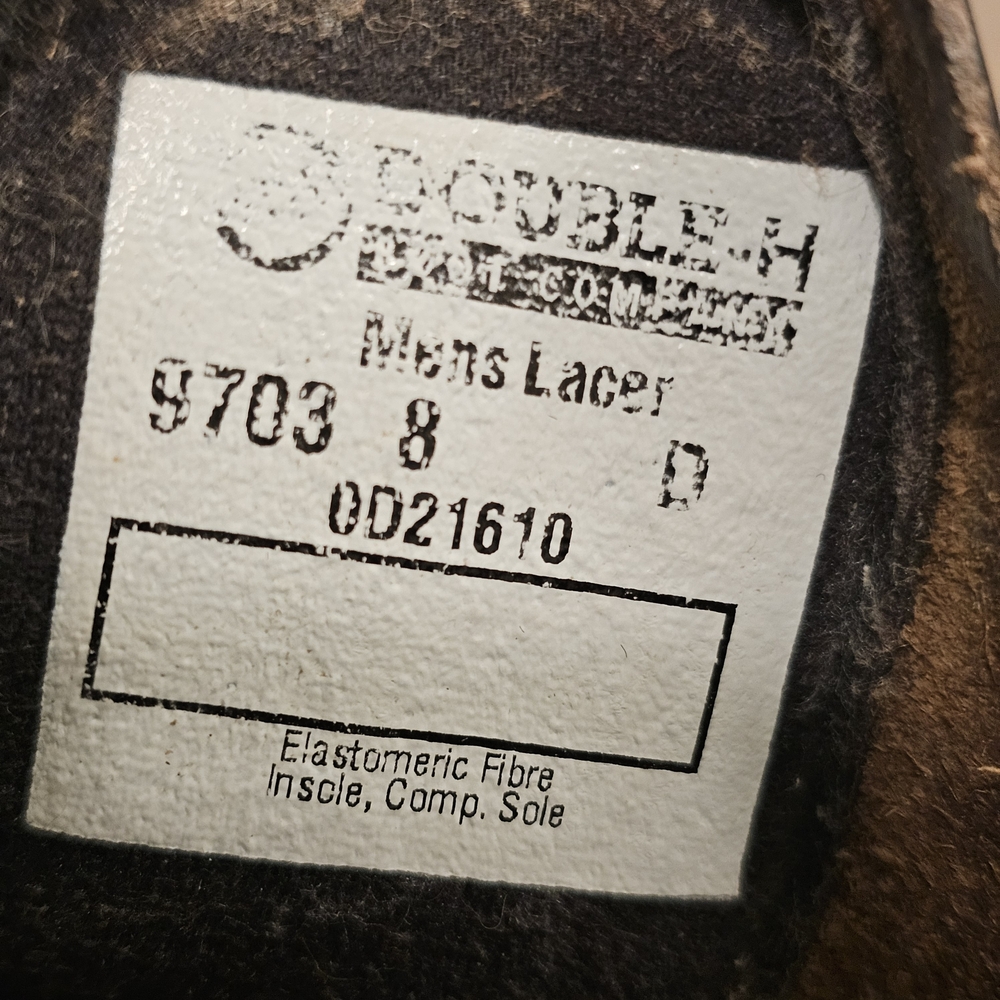 DOUBLE-H
BOOT COMPANY
Mens Lacer
9703 8 D
0D21610
Elastomeric Fibre
Insole, Comp. Sole